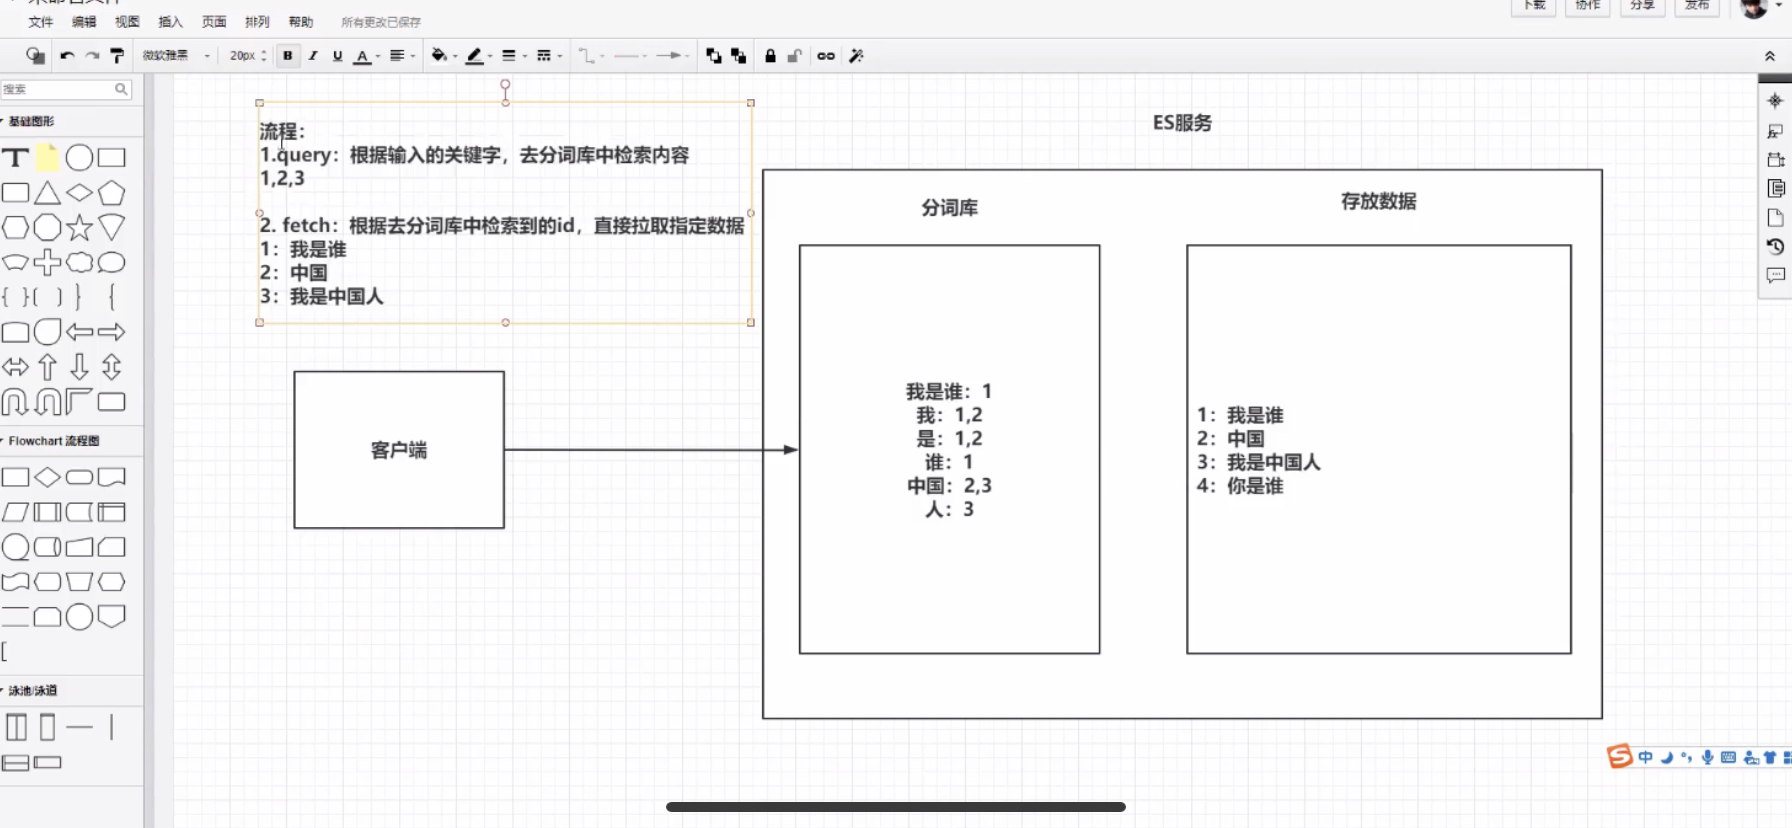 文件 编辑 视图 插入 页面 排列 帮助 所有更改已保存
下载 协作 分享 发布
微软雅黑 20px B I U A
搜索
基础图形
T
Flowchart 流程图
泳池/泳道
流程：
1.query：根据输入的关键字，去分词库中检索内容
1,2,3
2. fetch：根据去分词库中检索到的id，直接拉取指定数据
1：我是谁
2：中国
3：我是中国人
客户端
ES服务
分词库
我是谁：1
我：1,2
是：1,2
谁：1
中国：2,3
人：3
存放数据
1：我是谁
2：中国
3：我是中国人
4：你是谁
中